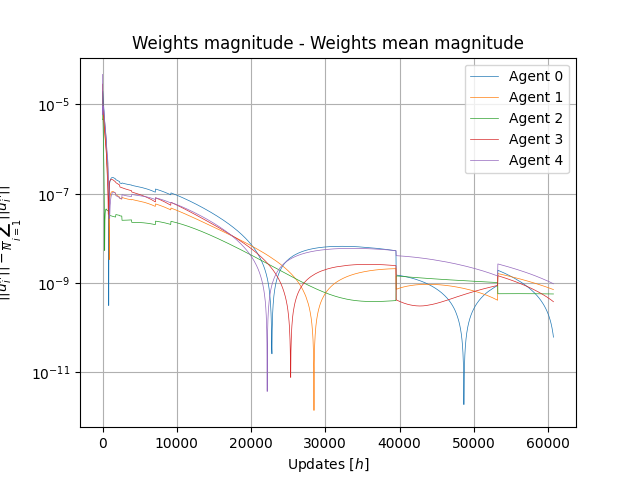 Weights magnitude - Weights mean magnitude
Agent 0
Agent 1
Agent 2
Agent 3
Agent 4
10⁻⁵
10⁻⁷
10⁻⁹
10⁻¹¹
0 10000 20000 30000 40000 50000 60000
Updates [h]